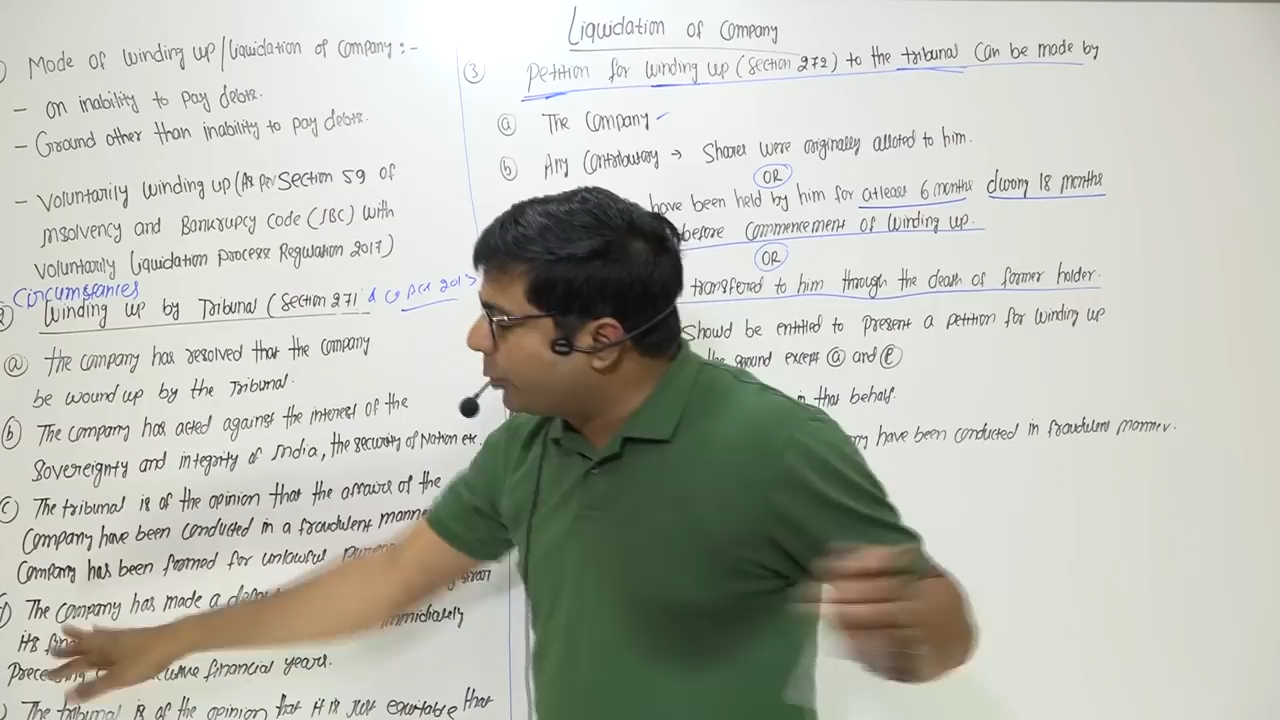 Liquidation of Company
Mode of winding up/Liquidation of Company :-
- on inability to pay debts.
- Ground other than inability to pay debts.
- Voluntarily winding up (As per Section 59 of
Insolvency and Bankrupcy Code (IBC) with
Voluntarily Liquidation Process Regulation 2017)
Circumstances
Winding up by Tribunal (Section 271 & Co Act 2013
(a) The Company has resolved that the Company
be wound up by the Tribunal.
(b) The Company has acted against the interest of the
Sovereignty and integrity of India, the security of Nation etc.
(c) The tribunal is of the opinion that the affairs of the
Company have been conducted in a fraudulent manner
Company has been formed for unlawful
The Company has made a
its immidiately
financial years.
The tribunal is of the opinion that it is just equitable that
(3) Petition for winding up (Section 272) to the tribunal Can be made by
(a) The Company
(b) Any Contributory → Shares were originally alloted to him.
OR
have been held by him for atleast 6 months during 18 months
before Commencement of winding up.
OR
transferred to him through the death of former holder.
Should be entitled to present a petition for winding up
ground except (a) and (e)
in that behalf.
have been conducted in fraudulent manner.